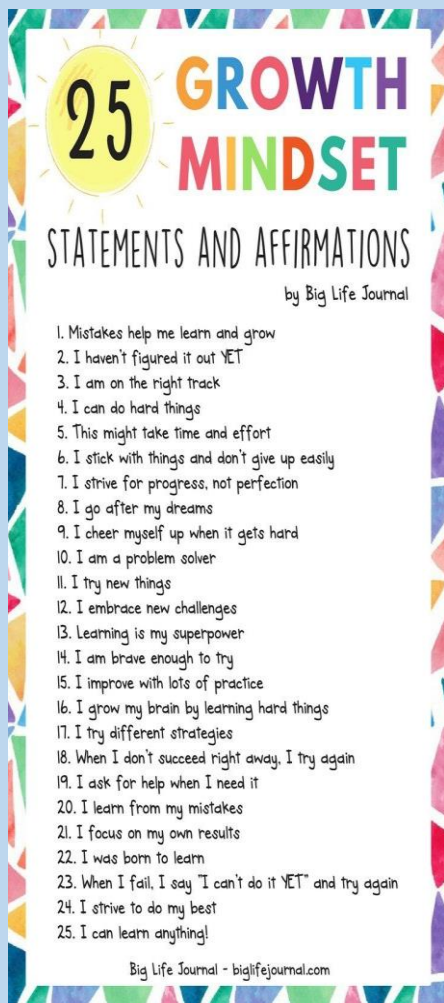 25
GROWTH
MINDSET
STATEMENTS AND AFFIRMATIONS
by Big Life Journal
1. Mistakes help me learn and grow
2. I haven't figured it out YET
3. I am on the right track
4. I can do hard things
5. This might take time and effort
6. I stick with things and don't give up easily
7. I strive for progress, not perfection
8. I go after my dreams
9. I cheer myself up when it gets hard
10. I am a problem solver
11. I try new things
12. I embrace new challenges
13. Learning is my superpower
14. I am brave enough to try
15. I improve with lots of practice
16. I grow my brain by learning hard things
17. I try different strategies
18. When I don't succeed right away, I try again
19. I ask for help when I need it
20. I learn from my mistakes
21. I focus on my own results
22. I was born to learn
23. When I fail, I say "I can't do it YET" and try again
24. I strive to do my best
25. I can learn anything!
Big Life Journal - biglifejournal.com